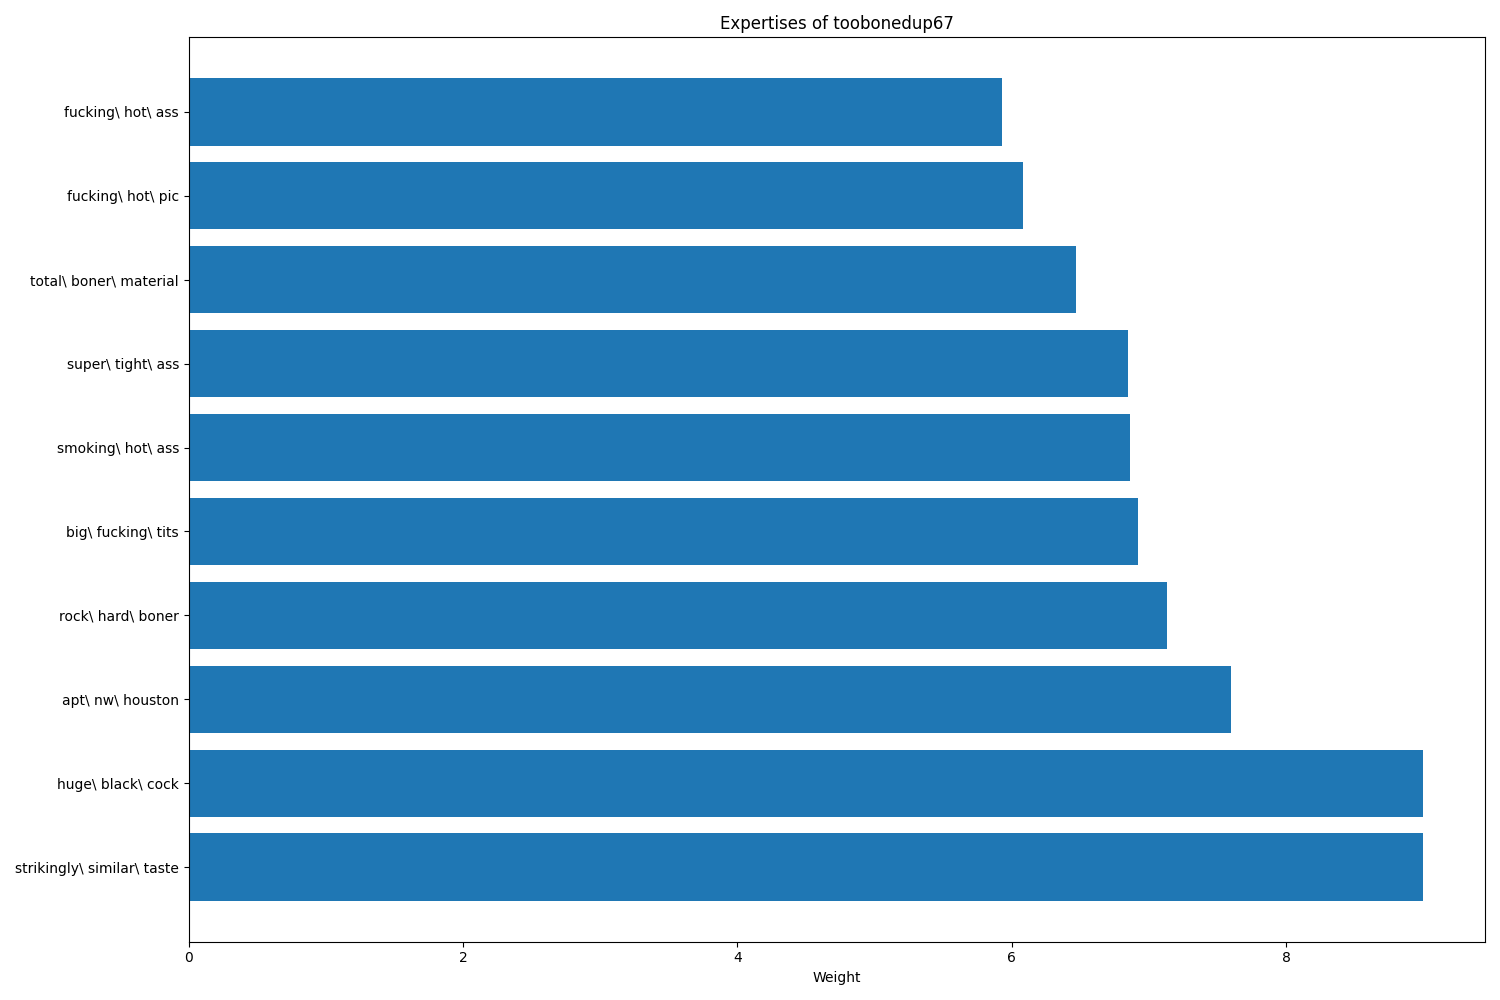 Expertises of toobonedup67
fucking\ hot\ ass
fucking\ hot\ pic
total\ boner\ material
super\ tight\ ass
smoking\ hot\ ass
big\ fucking\ tits
rock\ hard\ boner
apt\ nw\ houston
huge\ black\ cock
strikingly\ similar\ taste
0 2 4 6 8
Weight